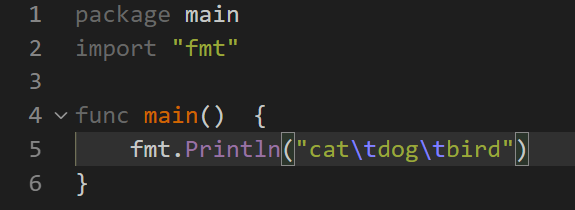 1 package main
2 import "fmt"
3
4 func main()  {
5     fmt.Println("cat\tdog\tbird")
6 }